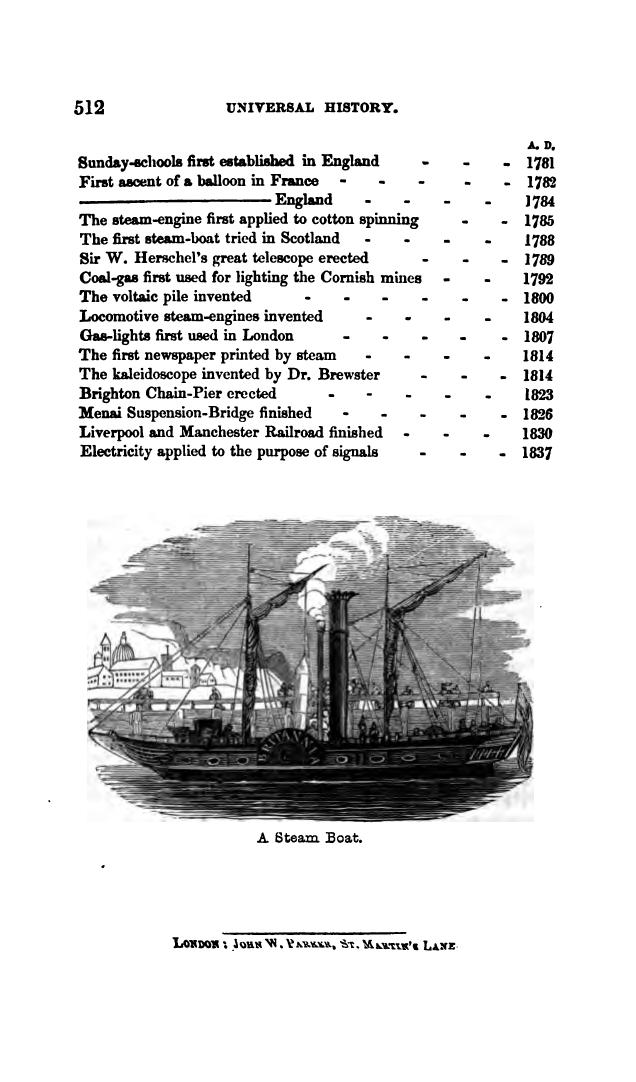 512 UNIVERSAL HISTORY.
A. D.
Sunday-schools first established in England - - - 1781
First ascent of a balloon in France - - - - - 1782
——————— England - - - - 1784
The steam-engine first applied to cotton spinning - - 1785
The first steam-boat tried in Scotland - - - - 1788
Sir W. Herschel's great telescope erected - - - 1789
Coal-gas first used for lighting the Cornish mines - - 1792
The voltaic pile invented - - - - - - 1800
Locomotive steam-engines invented - - - - 1804
Gas-lights first used in London - - - - - 1807
The first newspaper printed by steam - - - - 1814
The kaleidoscope invented by Dr. Brewster - - - 1814
Brighton Chain-Pier erected - - - - - 1823
Menai Suspension-Bridge finished - - - - - 1826
Liverpool and Manchester Railroad finished - - - 1830
Electricity applied to the purpose of signals - - - 1837
BRITANNIA
A Steam Boat.
LONDON: JOHN W. PARKER, ST. MARTIN'S LANE.